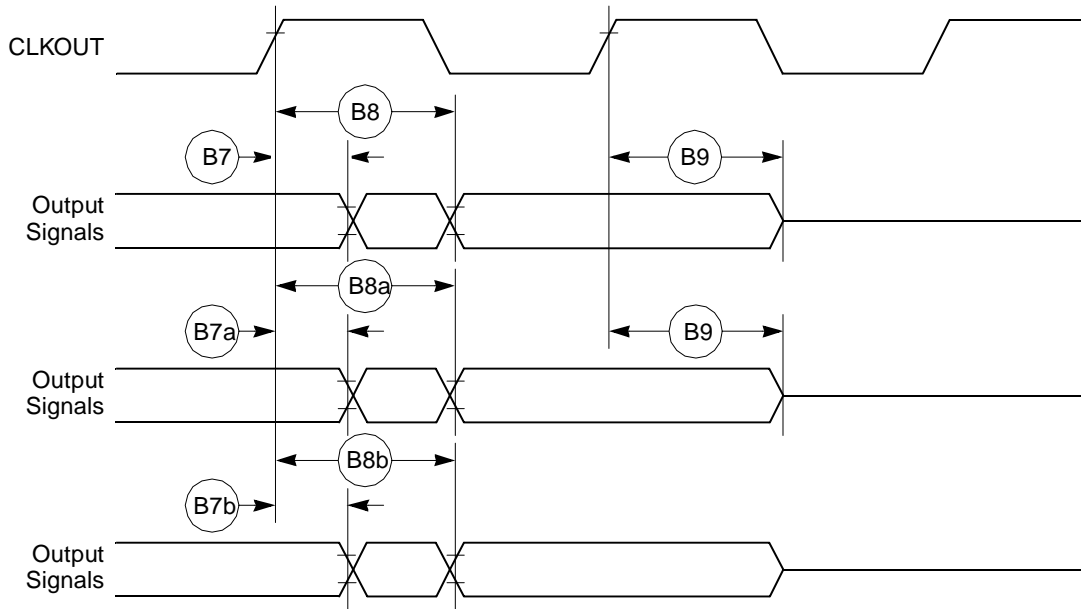 CLKOUT
B8
B7
B9
Output
Signals
B8a
B7a
B9
Output
Signals
B8b
B7b
Output
Signals